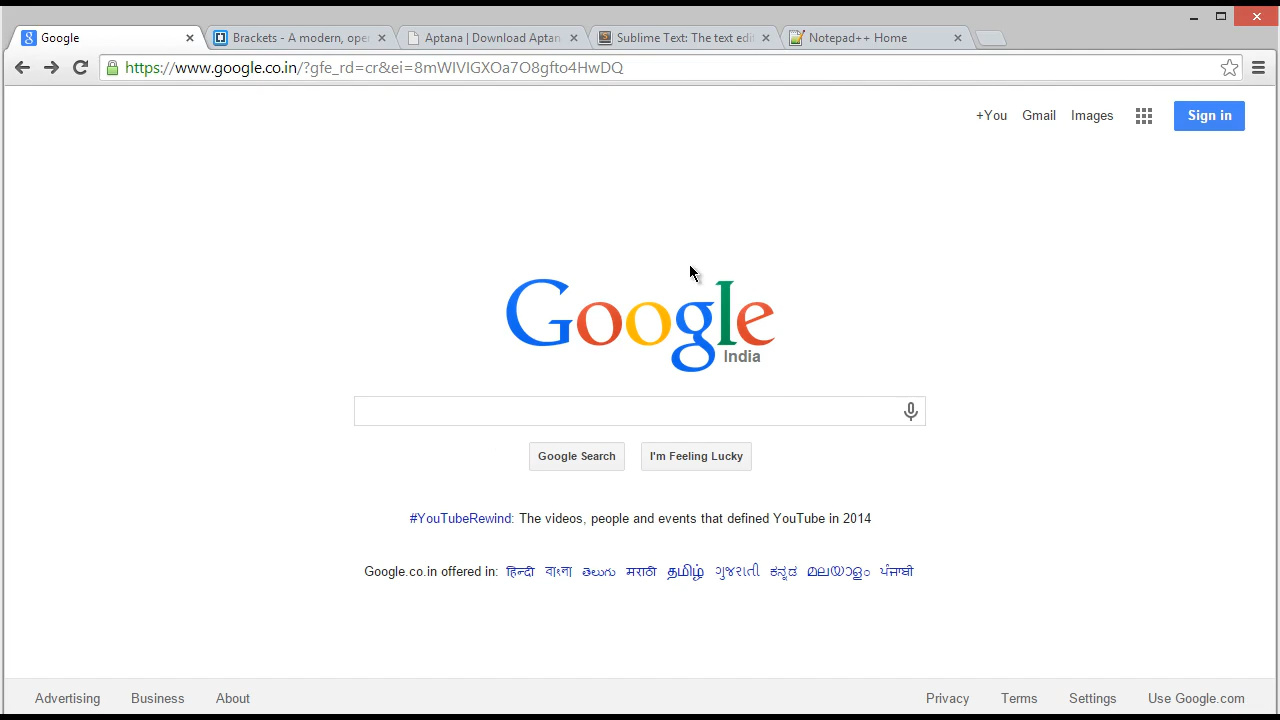 Google
Brackets - A modern, ope
Aptana | Download Aptan
Sublime Text: The text edit
Notepad++ Home
https://www.google.co.in/?gfe_rd=cr&ei=8mWIVIGXOa7O8gfto4HwDQ
+You Gmail Images Sign in
Google
India
Google Search I'm Feeling Lucky
#YouTubeRewind: The videos, people and events that defined YouTube in 2014
Google.co.in offered in: हिन्दी বাংলা తెలుగు मराठी தமிழ் ગુજરાતી ಕನ್ನಡ മലയാളം ਪੰਜਾਬੀ
Advertising Business About Privacy Terms Settings Use Google.com